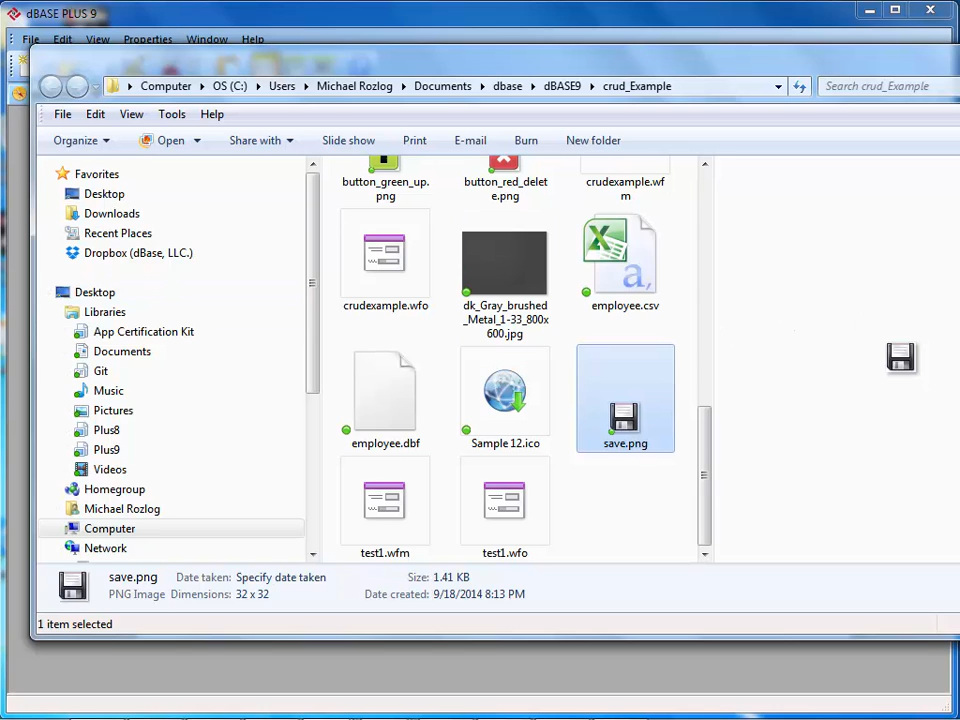 dBASE PLUS 9
File Edit View Properties Window Help
Computer OS (C:) Users Michael Rozlog Documents dbase dBASE9 crud_Example
Search crud_Example
File Edit View Tools Help
Organize Open Share with Slide show Print E-mail Burn New folder
Favorites
Desktop
Downloads
Recent Places
Dropbox (dBase, LLC.)
Desktop
Libraries
App Certification Kit
Documents
Git
Music
Pictures
Plus8
Plus9
Videos
Homegroup
Michael Rozlog
Computer
Network
button_green_up.
png
button_red_delet
e.png
crudexample.wf
m
crudexample.wfo
dk_Gray_brushed
_Metal_1-33_800x
600.jpg
a,
employee.csv
employee.dbf
Sample 12.ico
save.png
test1.wfm
test1.wfo
save.png Date taken: Specify date taken Size: 1.41 KB
PNG Image Dimensions: 32 x 32 Date created: 9/18/2014 8:13 PM
1 item selected